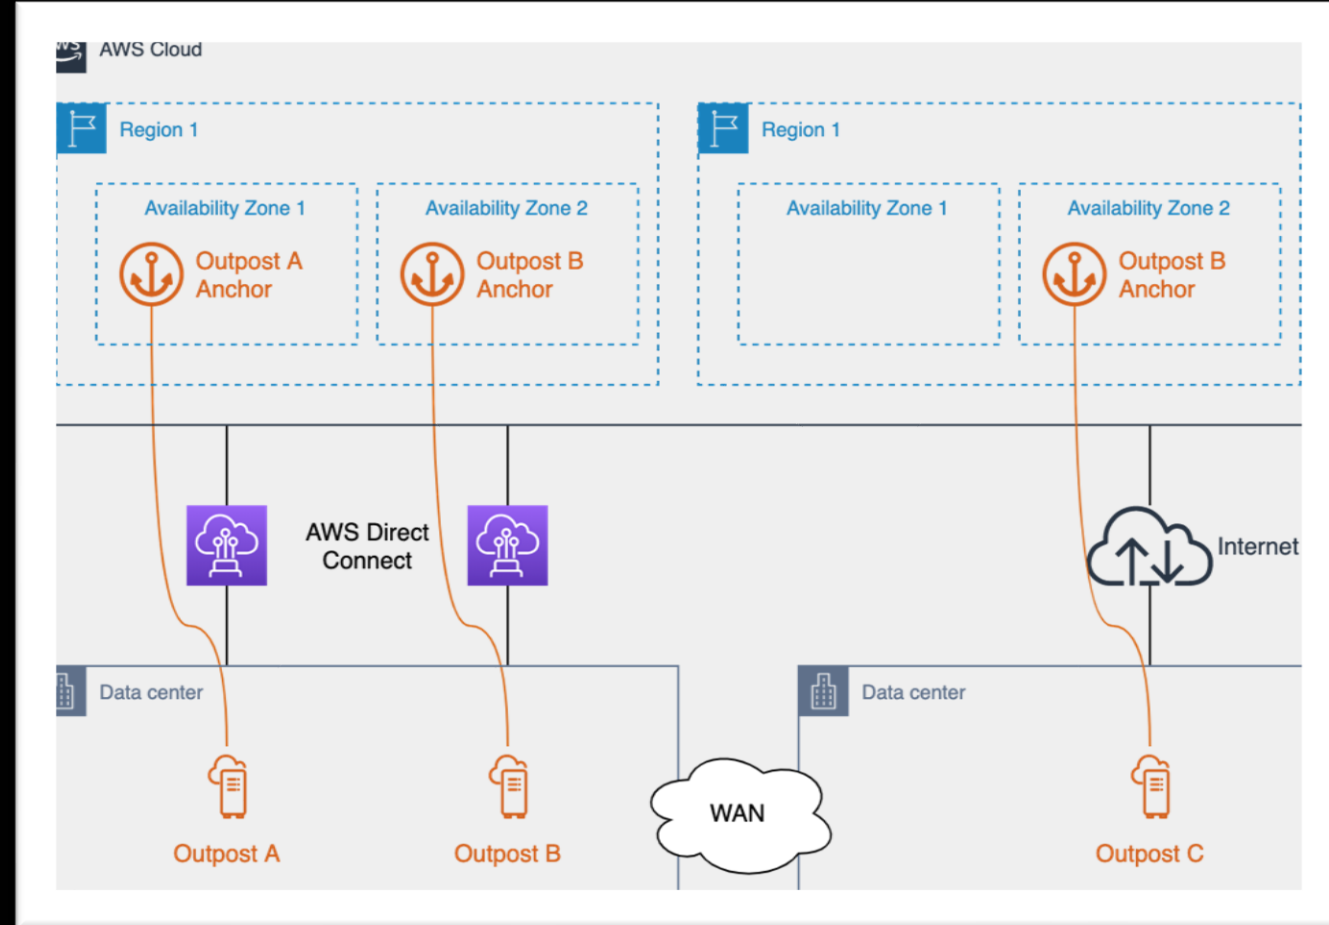 AWS Cloud
Region 1
Region 1
Availability Zone 1
Availability Zone 2
Availability Zone 1
Availability Zone 2
Outpost A
Anchor
Outpost B
Anchor
Outpost B
Anchor
AWS Direct
Connect
Internet
Data center
Data center
WAN
Outpost A
Outpost B
Outpost C